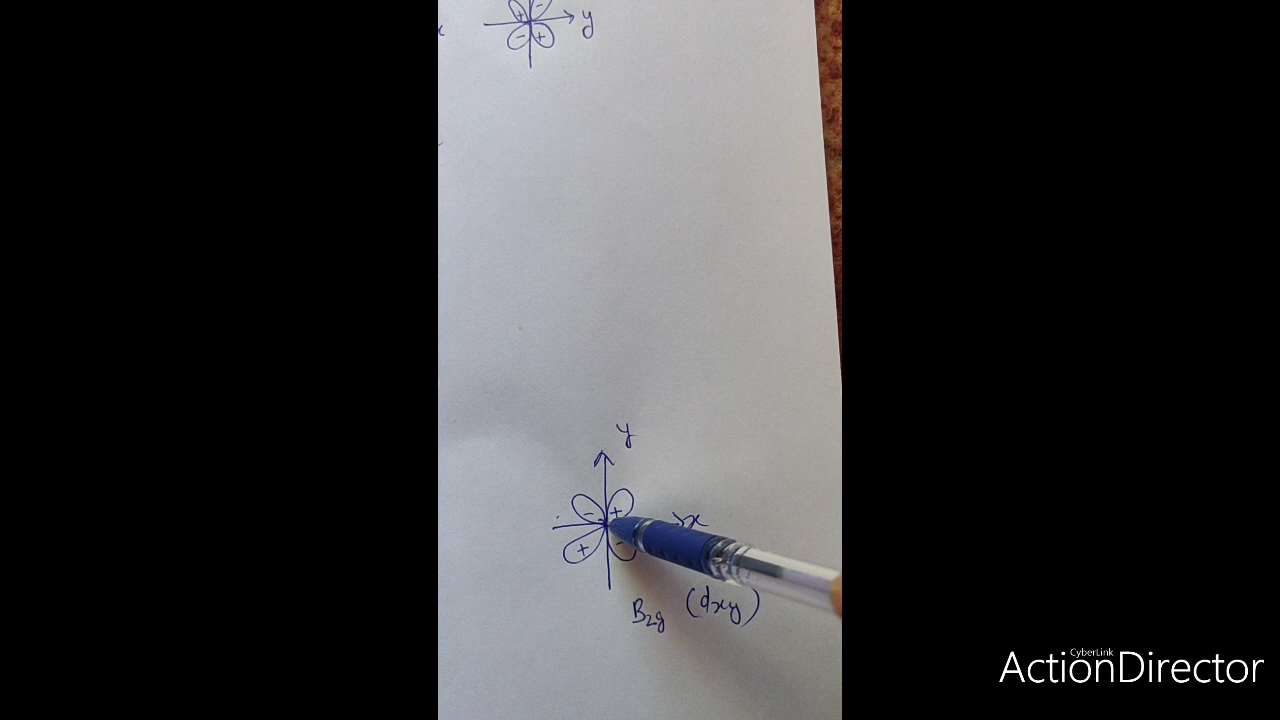 + -
y
- +
y
- +
x
+ -
B2g (dxy)
CyberLink
ActionDirector